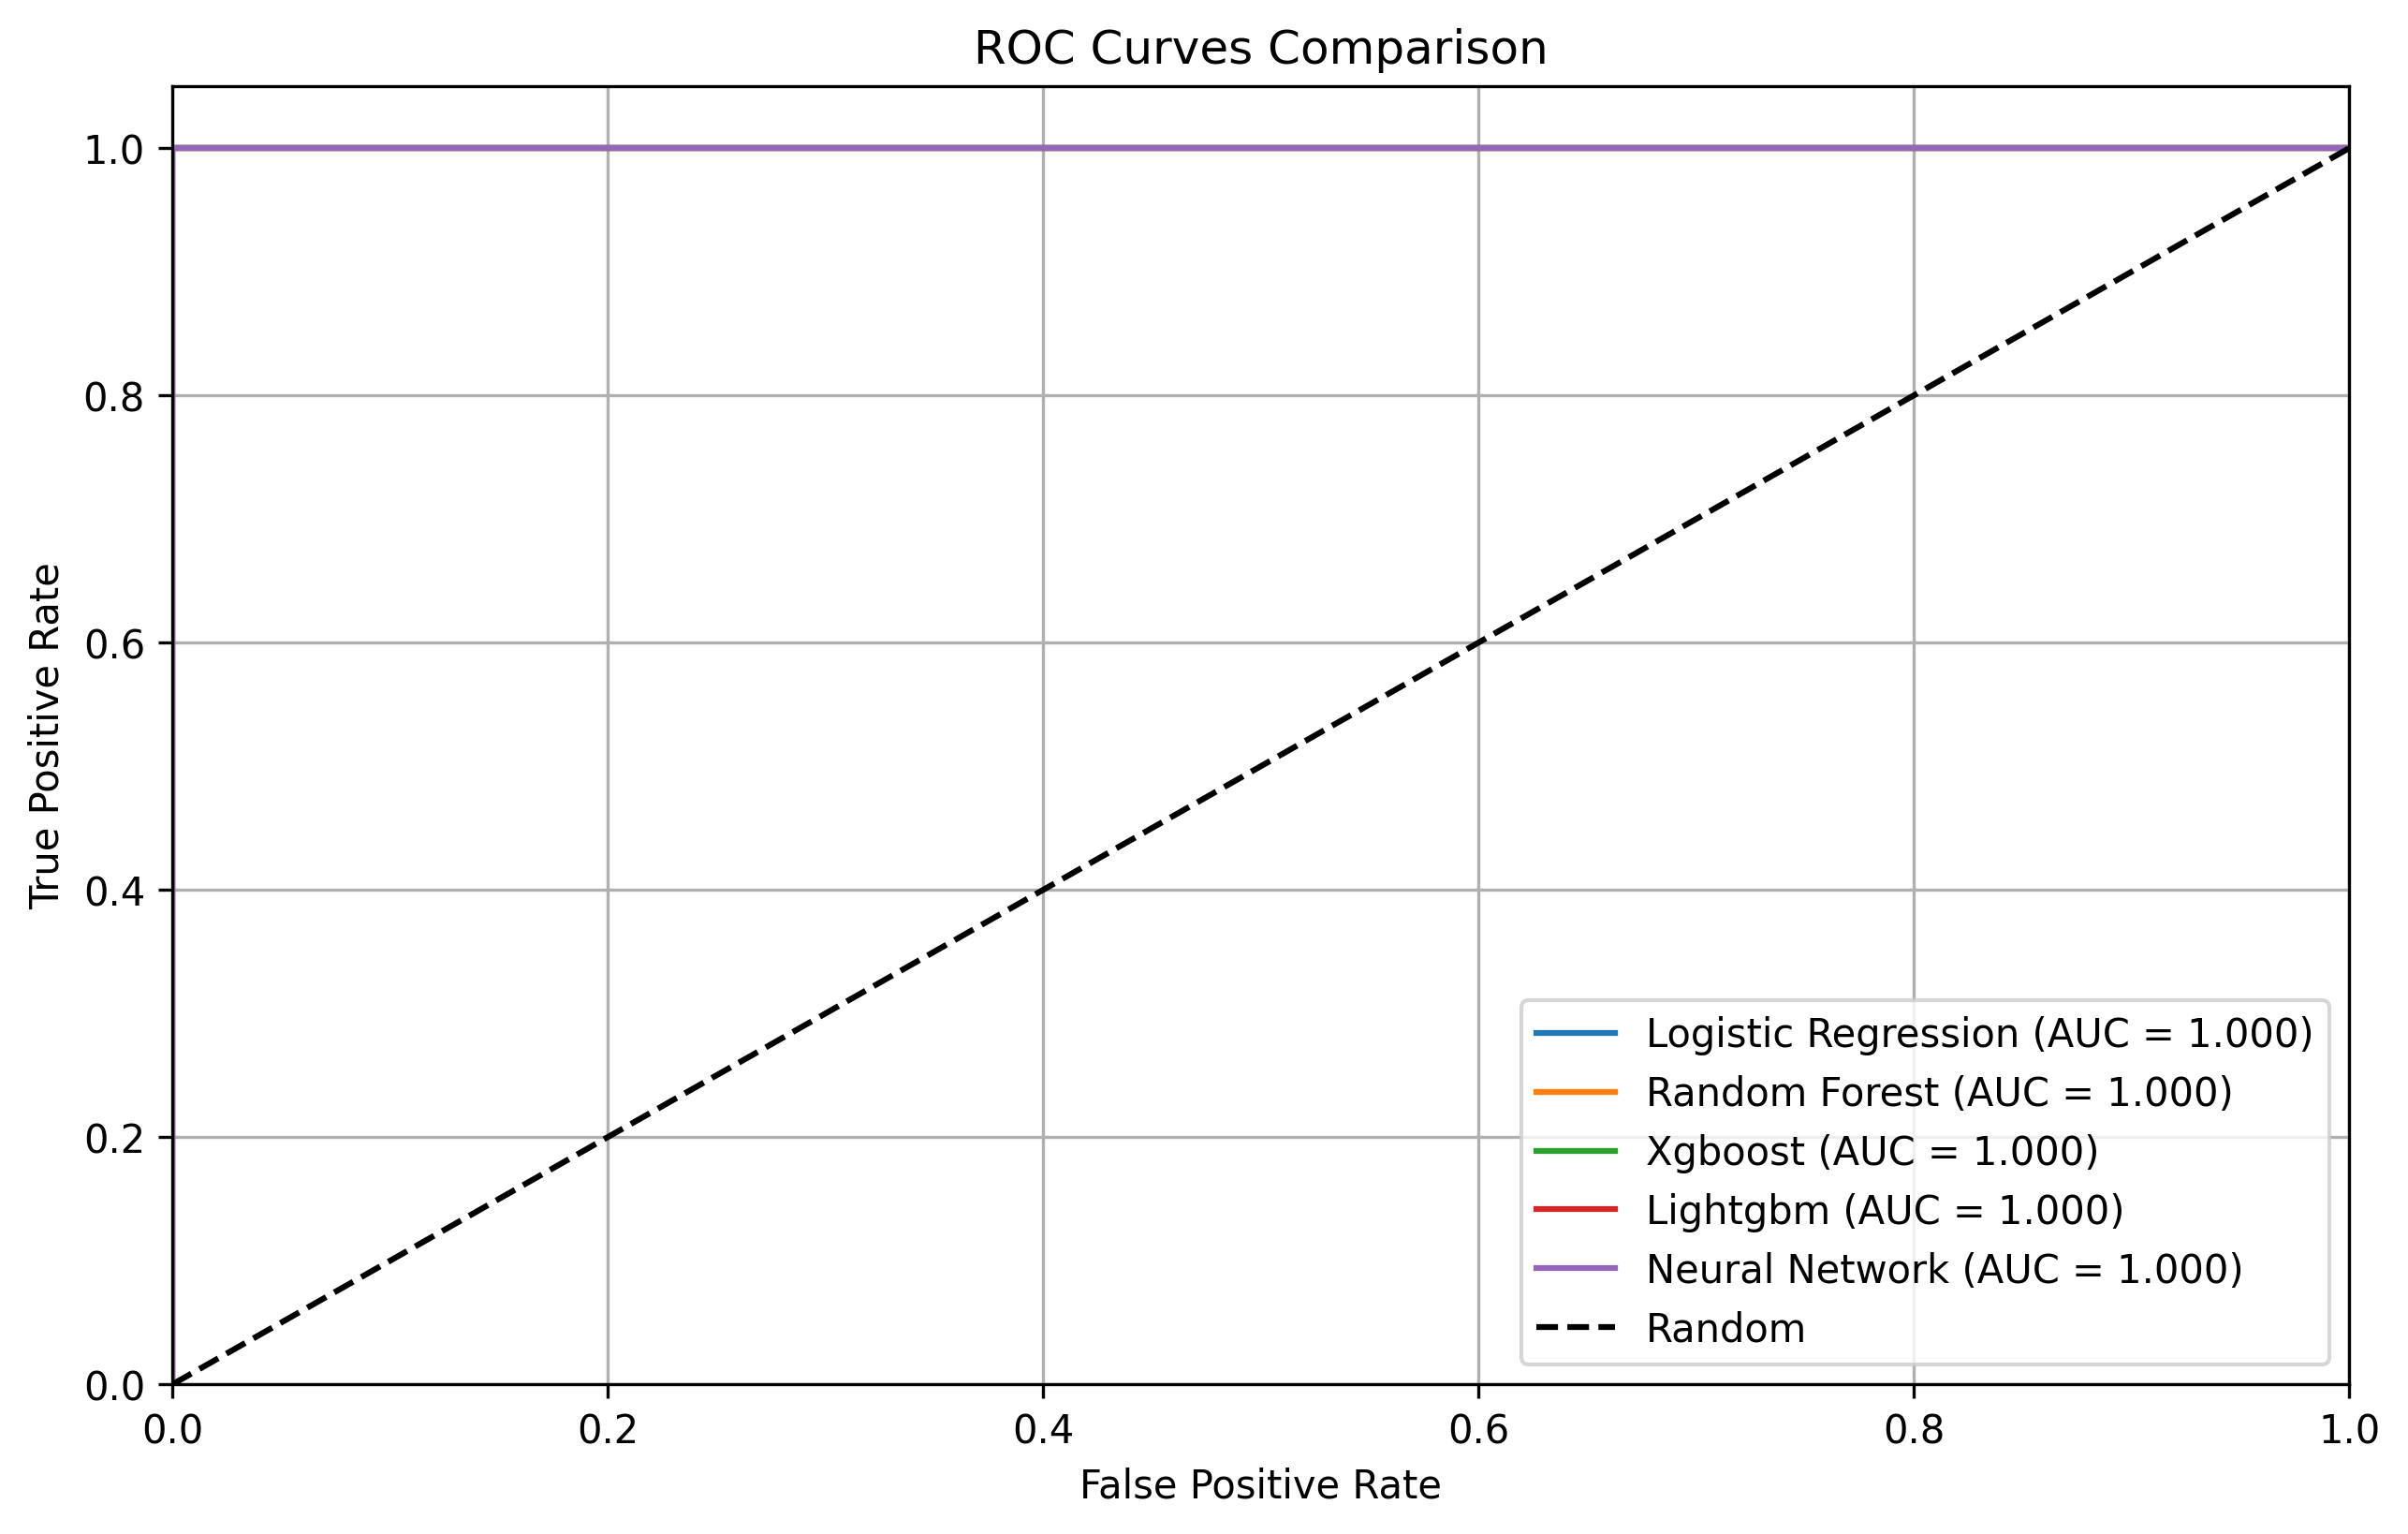 ROC Curves Comparison
True Positive Rate
1.0
0.8
0.6
0.4
0.2
0.0
0.0 0.2 0.4 0.6 0.8 1.0
False Positive Rate
Logistic Regression (AUC = 1.000)
Random Forest (AUC = 1.000)
Xgboost (AUC = 1.000)
Lightgbm (AUC = 1.000)
Neural Network (AUC = 1.000)
Random